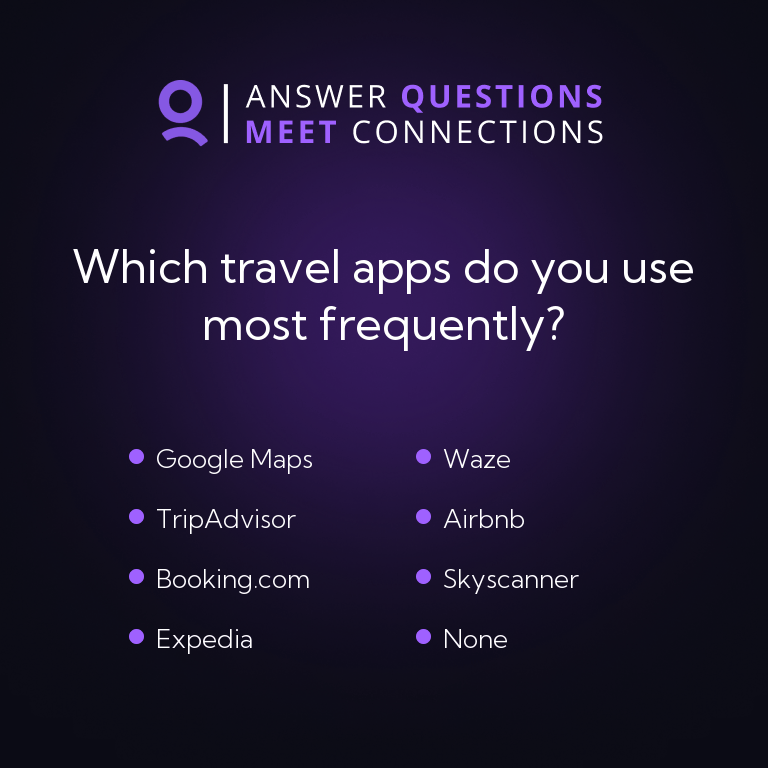 ANSWER QUESTIONS
MEET CONNECTIONS
Which travel apps do you use
most frequently?
Google Maps
TripAdvisor
Booking.com
Expedia
Waze
Airbnb
Skyscanner
None